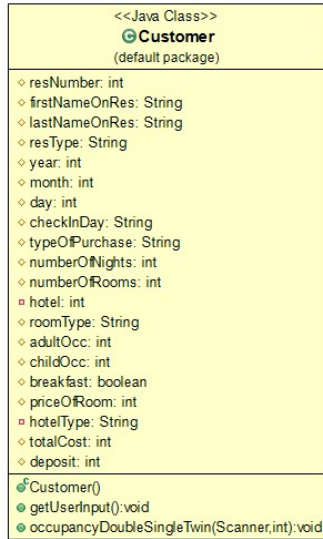 <<Java Class>>
Customer
(default package)
resNumber: int
firstNameOnRes: String
lastNameOnRes: String
resType: String
year: int
month: int
day: int
checkInDay: String
typeOfPurchase: String
numberOfNights: int
numberOfRooms: int
hotel: int
roomType: String
adultOcc: int
childOcc: int
breakfast: boolean
priceOfRoom: int
hotelType: String
totalCost: int
deposit: int
Customer()
getUserInput():void
occupancyDoubleSingleTwin(Scanner,int):void